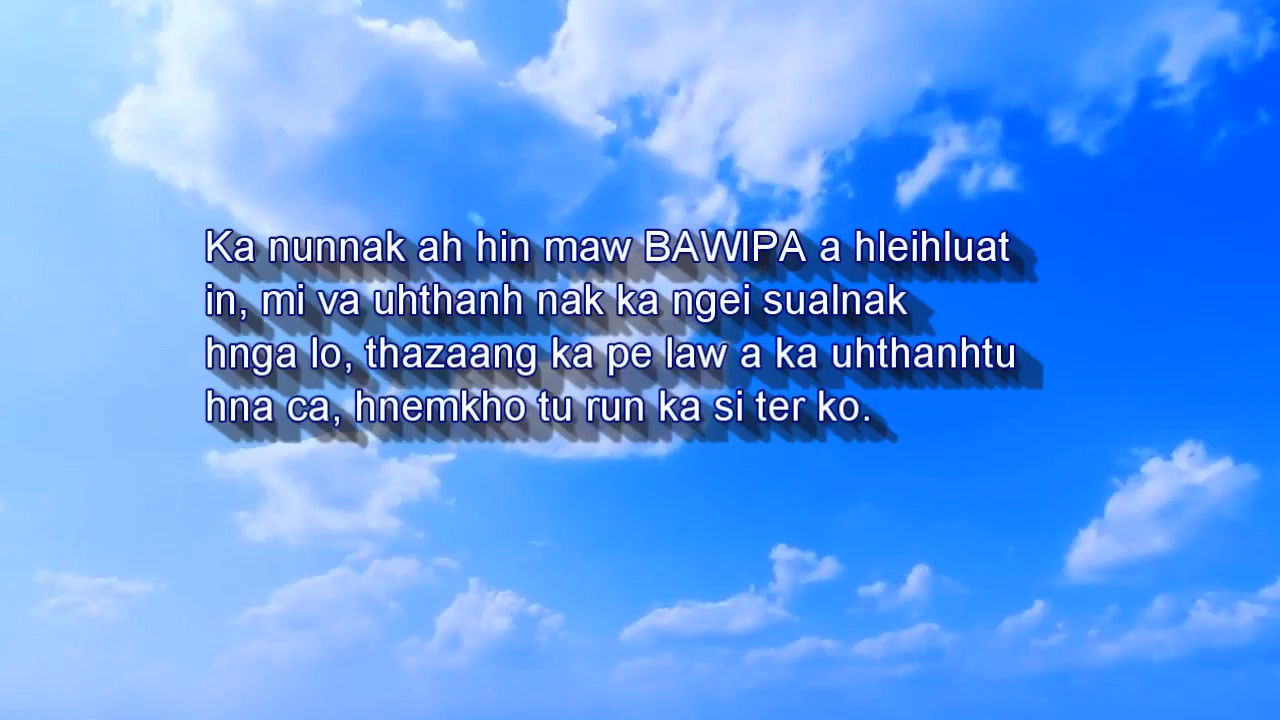 Ka nunnak ah hin maw BAWIPA a hleihluat
in, mi va uhthanh nak ka ngei sualnak
hnga lo, thazaang ka pe law a ka uhthanhtu
hna ca, hnemkho tu run ka si ter ko.